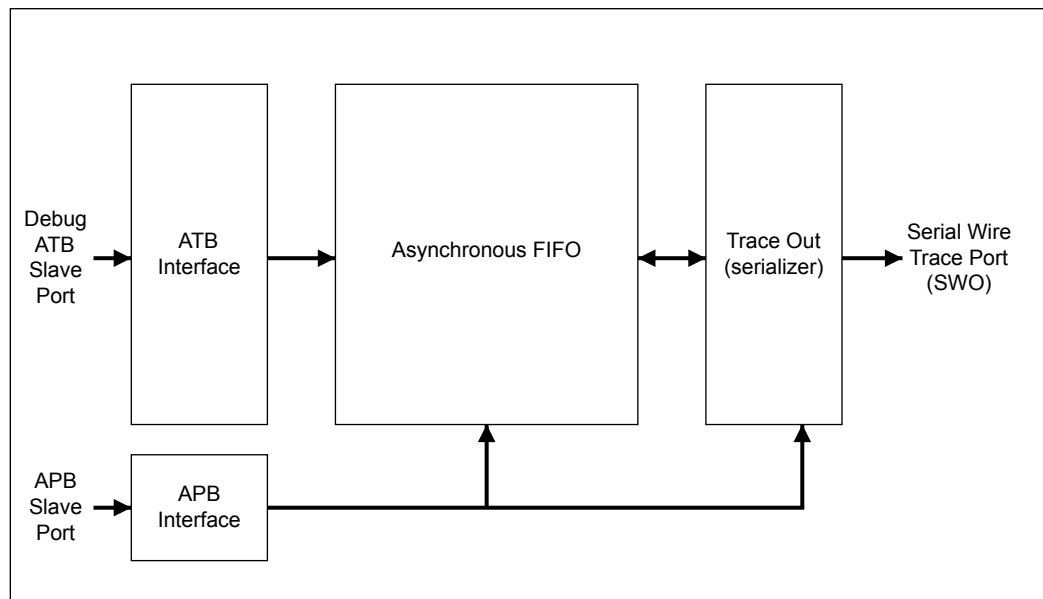 Debug
ATB
Slave
Port
ATB
Interface
Asynchronous FIFO
Trace Out
(serializer)
Serial Wire
Trace Port
(SWO)
APB
Slave
Port
APB
Interface